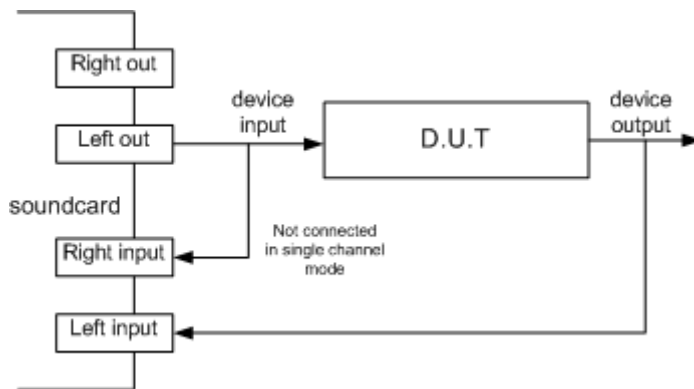 Right out
device
input
device
output
Left out
D.U.T
soundcard
Right input
Not connected
in single channel
mode
Left input